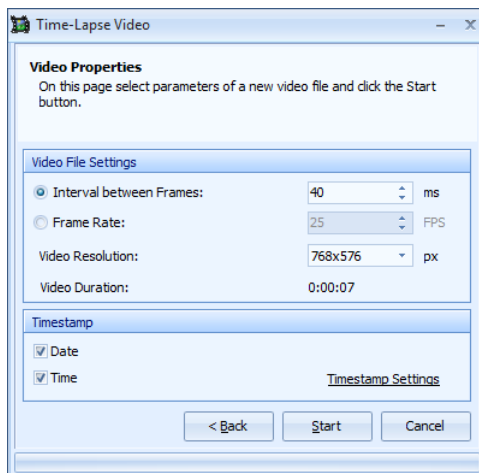 Time-Lapse Video
Video Properties
On this page select parameters of a new video file and click the Start
button.
Video File Settings
Interval between Frames: 40 ms
Frame Rate: 25 FPS
Video Resolution: 768x576 px
Video Duration: 0:00:07
Timestamp
Date
Time Timestamp Settings
< Back Start Cancel